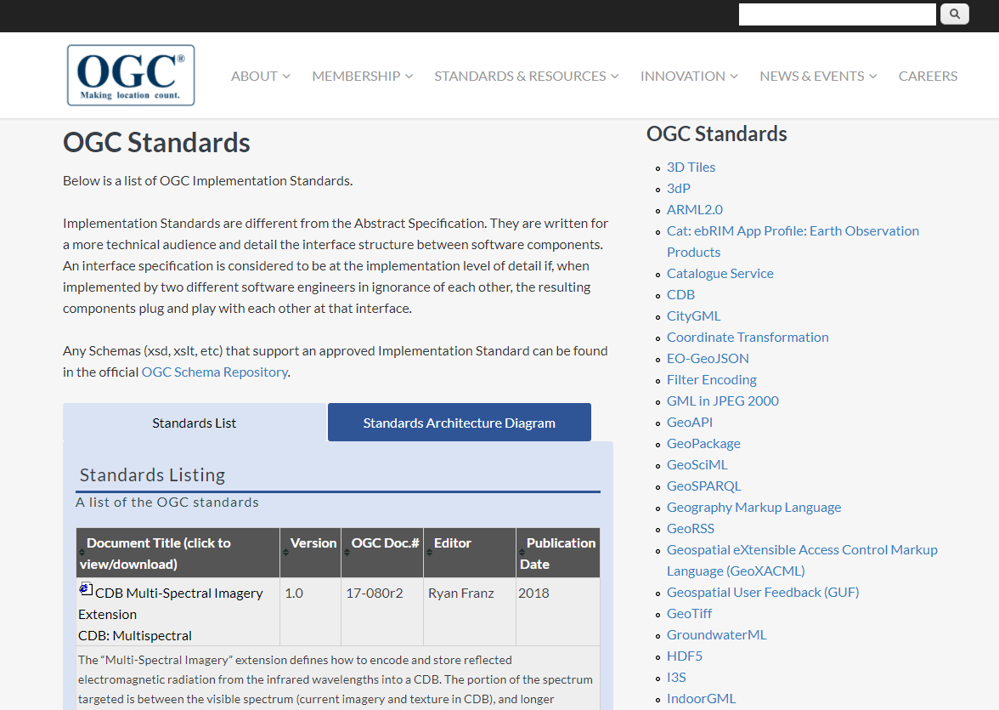 OGC®
Making location count.
ABOUT
MEMBERSHIP
STANDARDS & RESOURCES
INNOVATION
NEWS & EVENTS
CAREERS
OGC Standards
Below is a list of OGC Implementation Standards.
Implementation Standards are different from the Abstract Specification. They are written for
a more technical audience and detail the interface structure between software components.
An interface specification is considered to be at the implementation level of detail if, when
implemented by two different software engineers in ignorance of each other, the resulting
components plug and play with each other at that interface.
Any Schemas (xsd, xslt, etc) that support an approved Implementation Standard can be found
in the official OGC Schema Repository.
Standards List
Standards Architecture Diagram
Standards Listing
A list of the OGC standards
Document Title (click to
view/download)
Version
OGC Doc.#
Editor
Publication
Date
CDB Multi-Spectral Imagery
Extension
CDB: Multispectral
1.0
17-080r2
Ryan Franz
2018
The “Multi-Spectral Imagery” extension defines how to encode and store reflected
electromagnetic radiation from the infrared wavelengths into a CDB. The portion of the spectrum
targeted is between the visible spectrum (current imagery and texture in CDB), and longer
OGC Standards
3D Tiles
3dP
ARML2.0
Cat: ebRIM App Profile: Earth Observation
Products
Catalogue Service
CDB
CityGML
Coordinate Transformation
EO-GeoJSON
Filter Encoding
GML in JPEG 2000
GeoAPI
GeoPackage
GeoSciML
GeoSPARQL
Geography Markup Language
GeoRSS
Geospatial eXtensible Access Control Markup
Language (GeoXACML)
Geospatial User Feedback (GUF)
GeoTiff
GroundwaterML
HDF5
I3S
IndoorGML